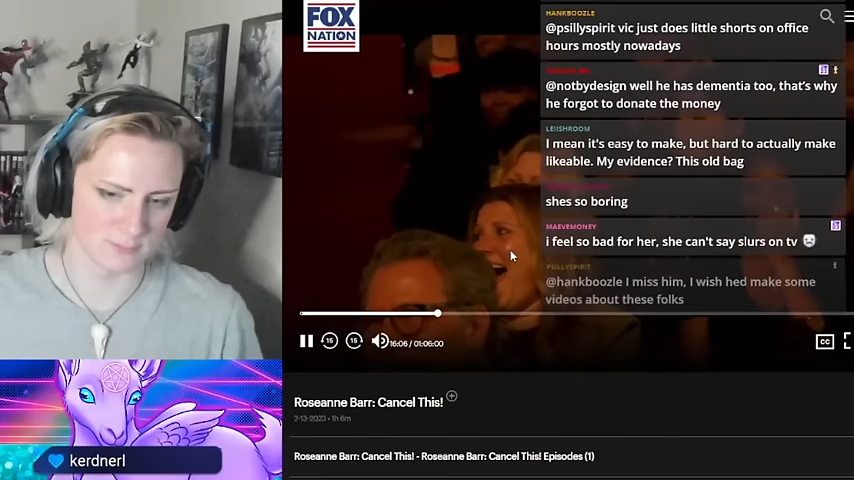 FOX
NATION
HANKBOOZLE
@psillyspirit vic just does little shorts on office
hours mostly nowadays
@notbydesign well he has dementia too, that's why
he forgot to donate the money
LEIISHROOM
I mean it's easy to make, but hard to actually make
likeable. My evidence? This old bag
shes so boring
MAEVEMONEY
i feel so bad for her, she can't say slurs on tv
PSILLYSPIRIT
@hankboozle I miss him, I wish hed make some
videos about these folks
15
15
16:06 / 01:06:00
CC
Roseanne Barr: Cancel This!
2-13-2023 • 1h 6m
Roseanne Barr: Cancel This! - Roseanne Barr: Cancel This! Episodes (1)
kerdnerl